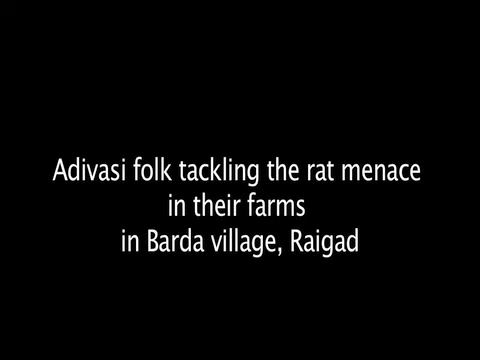 Adivasi folk tackling the rat menace
in their farms
in Barda village, Raigad